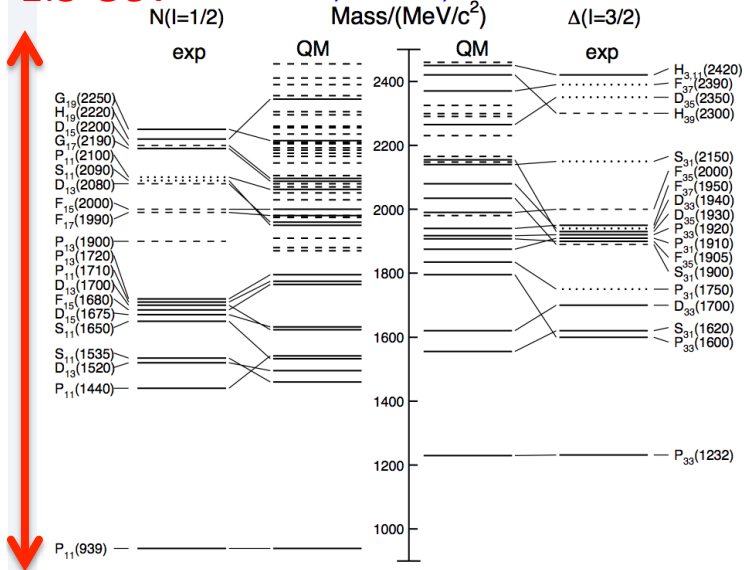 N(I=1/2)
Mass/(MeV/c²)
Δ(I=3/2)
exp
QM
QM
exp
G₁₉(2250)
H₁₉(2220)
D₁₅(2200)
G₁₇(2190)
P₁₁(2100)
S₁₁(2090)
D₁₃(2080)
F₁₅(2000)
F₁₇(1990)
P₁₃(1900)
P₁₃(1720)
P₁₁(1710)
D₁₃(1700)
F₁₅(1680)
D₁₅(1675)
S₁₁(1650)
S₁₁(1535)
D₁₃(1520)
P₁₁(1440)
P₁₁(939)
2400
2200
2000
1800
1600
1400
1200
1000
H₃,₁₁(2420)
F₃₇(2390)
D₃₅(2350)
H₃₉(2300)
S₃₁(2150)
F₃₅(2000)
F₃₇(1950)
D₃₃(1940)
D₃₅(1930)
P₃₃(1920)
P₃₁(1910)
F₃₅(1905)
S₃₁(1900)
P₃₁(1750)
D₃₃(1700)
S₃₁(1620)
P₃₃(1600)
P₃₃(1232)